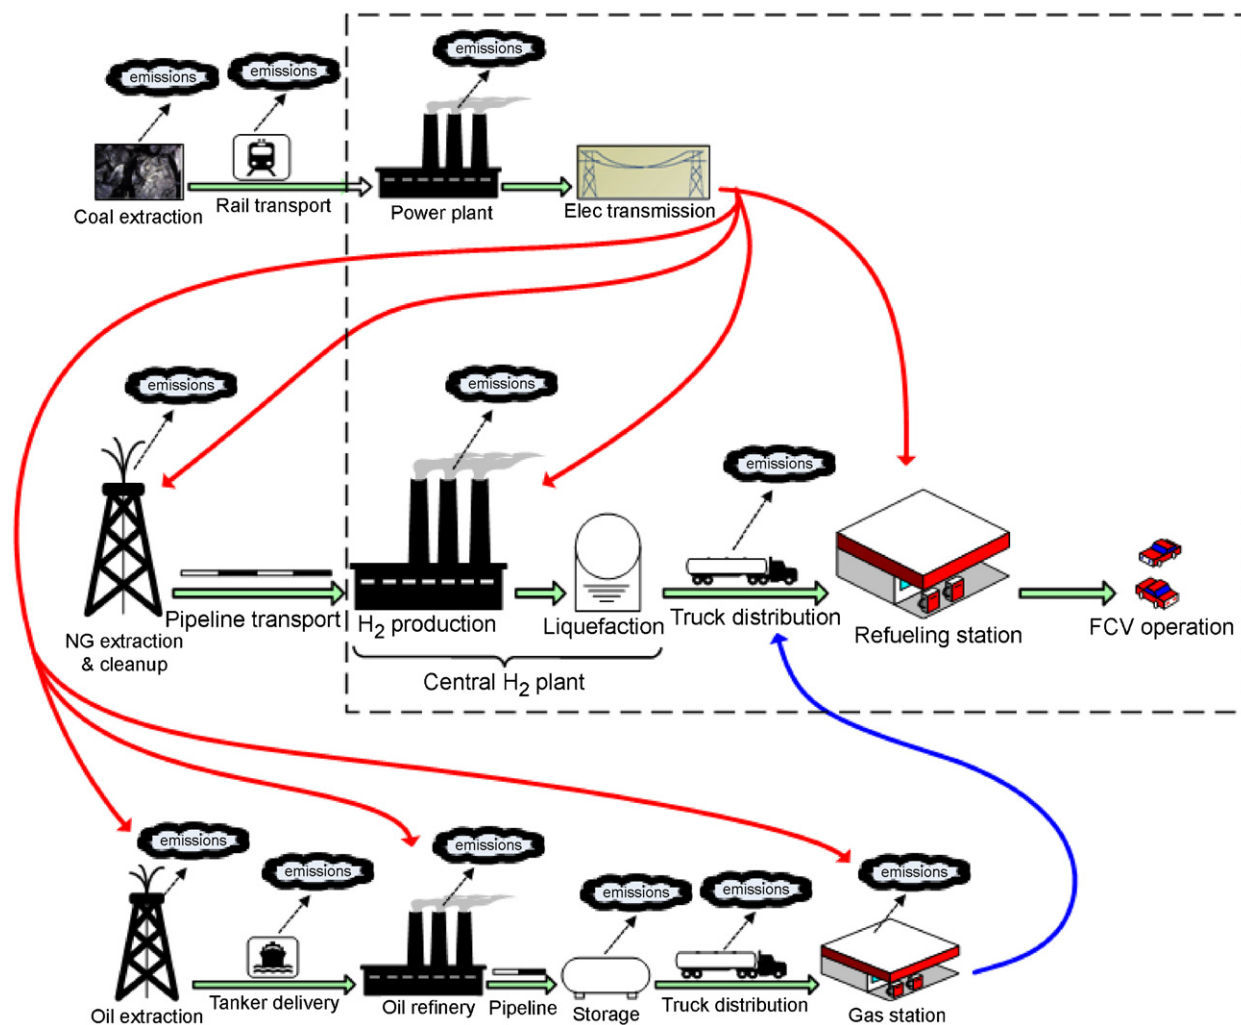 emissions
emissions
emissions
Coal extraction
Rail transport
Power plant
Elec transmission
emissions
emissions
emissions
NG extraction
& cleanup
Pipeline transport
H₂ production
Liquefaction
Truck distribution
Refueling station
FCV operation
Central H₂ plant
emissions
emissions
emissions
emissions
emissions
emissions
Oil extraction
Tanker delivery
Oil refinery
Pipeline
Storage
Truck distribution
Gas station